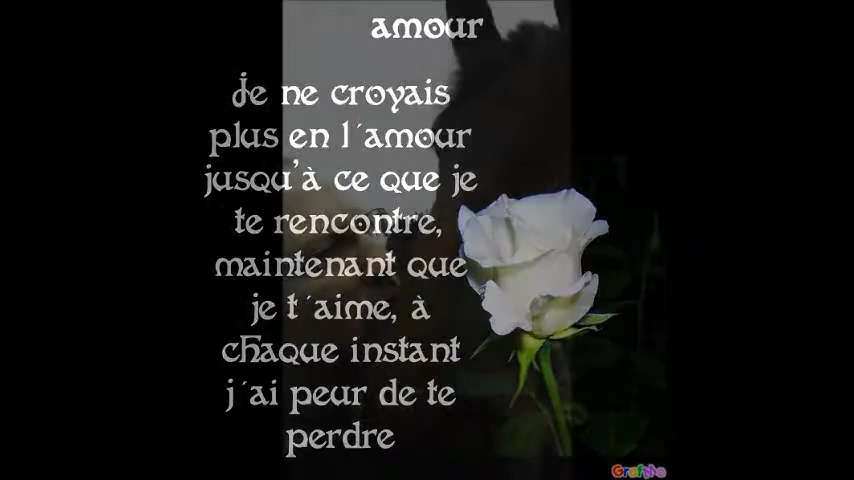 amour
Je ne croyais
plus en l´amour
jusqu'à ce que je
te rencontre,
maintenant que
je t´aime, à
chaque instant
j´ai peur de te
perdre